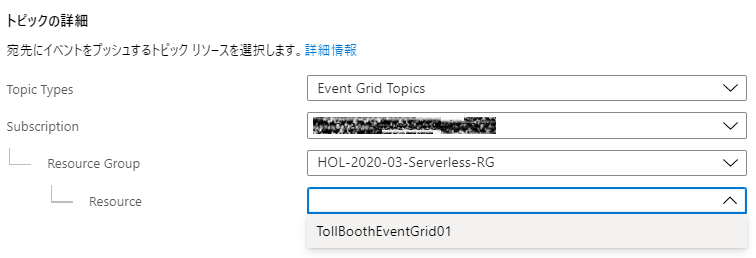 トピックの詳細
宛先にイベントをプッシュするトピック リソースを選択します。詳細情報
Topic Types
Event Grid Topics
Subscription
Resource Group
HOL-2020-03-Serverless-RG
Resource
TollBoothEventGrid01